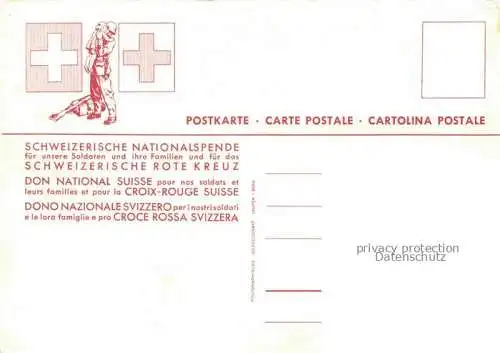 POSTKARTE · CARTE POSTALE · CARTOLINA POSTALE
SCHWEIZERISCHE NATIONALSPENDE
für unsere Soldaten und ihre Familien und für das
SCHWEIZERISCHE ROTE KREUZ
DON NATIONAL SUISSE pour nos soldats et
leurs familles et pour la CROIX-ROUGE SUISSE
DONO NAZIONALE SVIZZERO per i nostri soldati
e le loro famiglie e pro CROCE ROSSA SVIZZERA
privacy protection
Datenschutz